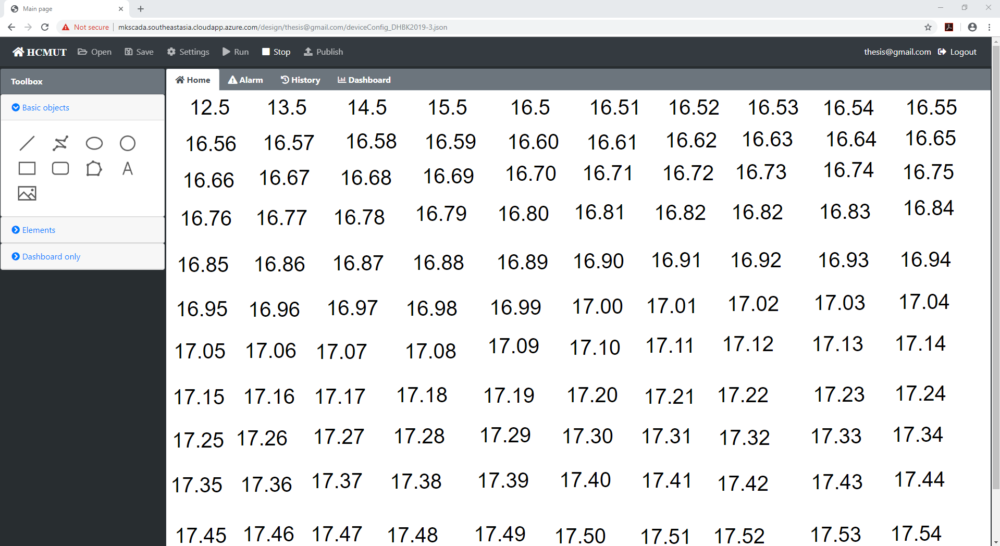 Main page
Not secure mkscada.southeastasia.cloudapp.azure.com/design/thesis@gmail.com/deviceConfig_DHBK2019-3.json
HCMUT Open Save Settings Run Stop Publish thesis@gmail.com Logout
Toolbox
Basic objects
A
Elements
Dashboard only
Home Alarm History Dashboard
12.5 13.5 14.5 15.5 16.5 16.51 16.52 16.53 16.54 16.55
16.56 16.57 16.58 16.59 16.60 16.61 16.62 16.63 16.64 16.65
16.66 16.67 16.68 16.69 16.70 16.71 16.72 16.73 16.74 16.75
16.76 16.77 16.78 16.79 16.80 16.81 16.82 16.82 16.83 16.84
16.85 16.86 16.87 16.88 16.89 16.90 16.91 16.92 16.93 16.94
16.95 16.96 16.97 16.98 16.99 17.00 17.01 17.02 17.03 17.04
17.05 17.06 17.07 17.08 17.09 17.10 17.11 17.12 17.13 17.14
17.15 17.16 17.17 17.18 17.19 17.20 17.21 17.22 17.23 17.24
17.25 17.26 17.27 17.28 17.29 17.30 17.31 17.32 17.33 17.34
17.35 17.36 17.37 17.38 17.39 17.40 17.41 17.42 17.43 17.44
17.45 17.46 17.47 17.48 17.49 17.50 17.51 17.52 17.53 17.54